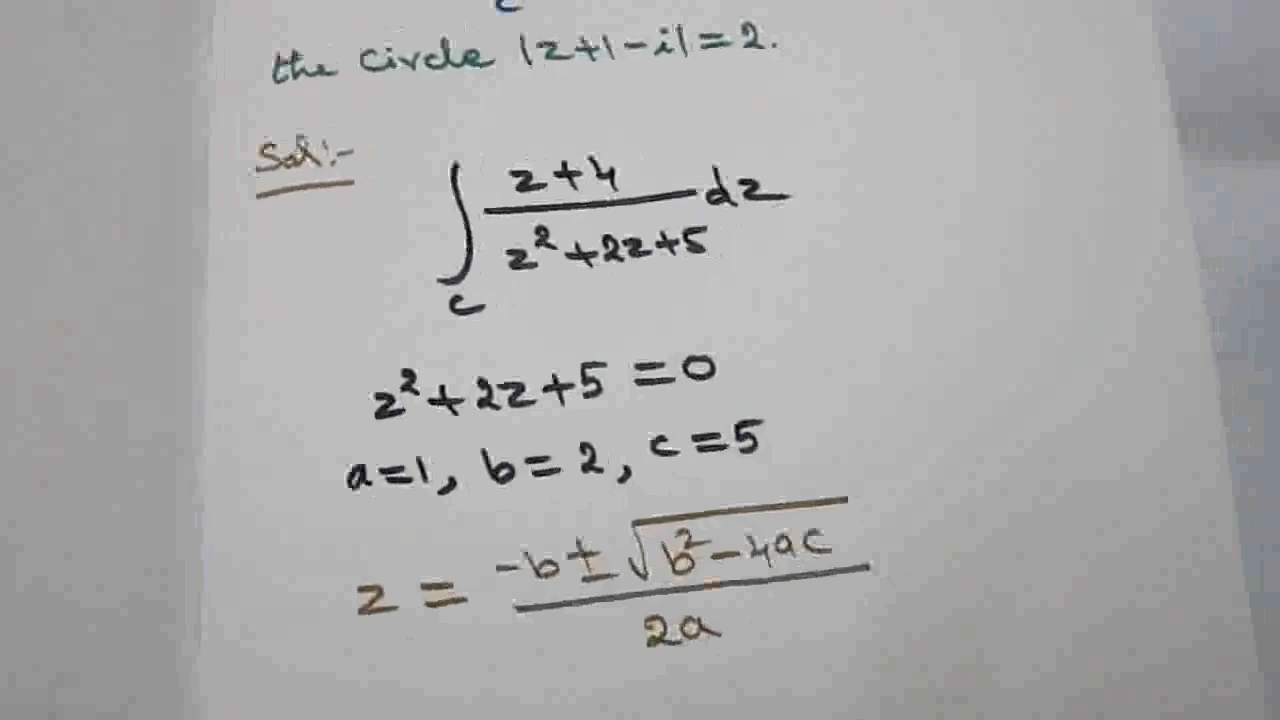 c
the circle |z+1-i|=2.
Sol:-
∫_c (z+4)/(z²+2z+5) dz
z²+2z+5=0
a=1, b=2, c=5
z = (-b±√(b²-4ac))/(2a)